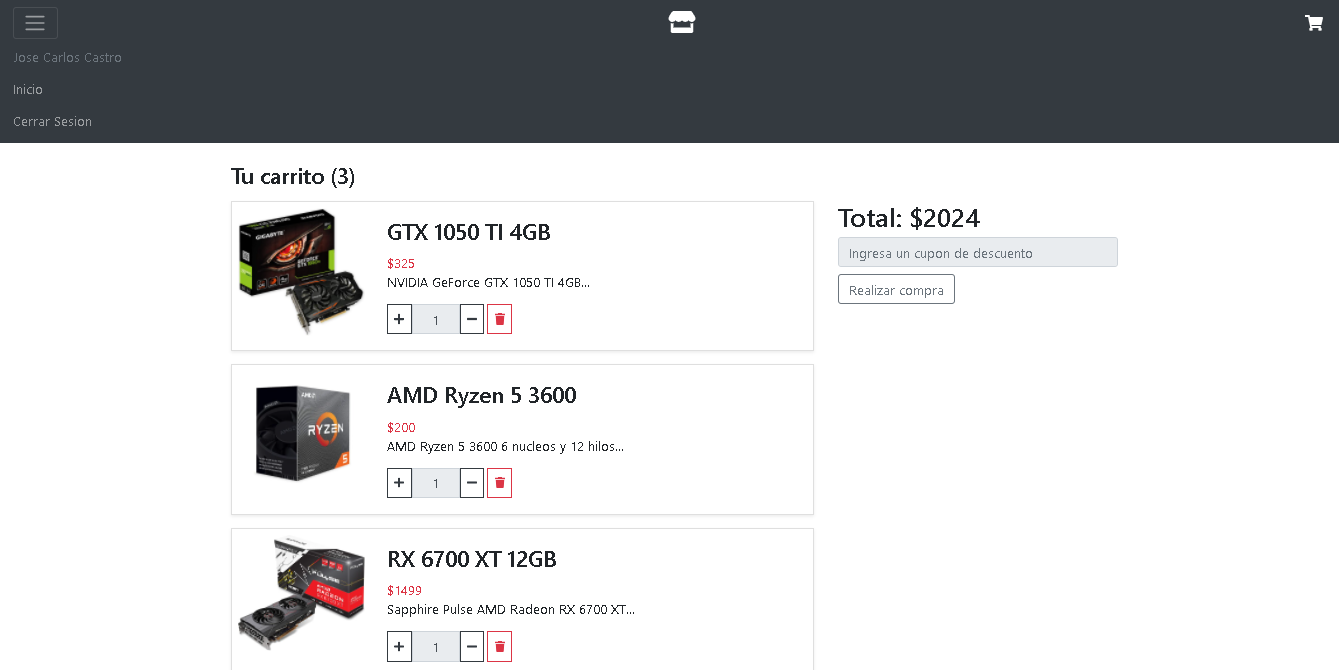 Jose Carlos Castro
Inicio
Cerrar Sesion
Tu carrito (3)
GTX 1050 TI 4GB
$325
NVIDIA GeForce GTX 1050 TI 4GB...
1
AMD Ryzen 5 3600
$200
AMD Ryzen 5 3600 6 nucleos y 12 hilos...
1
RX 6700 XT 12GB
$1499
Sapphire Pulse AMD Radeon RX 6700 XT...
1
Total: $2024
Ingresa un cupon de descuento
Realizar compra
GIGABYTE
RYZEN
5